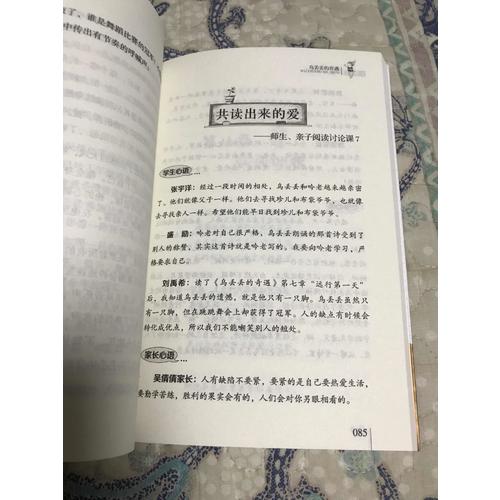 谁是舞蹈比赛的冠军
中传出有节奏的呼喊声
乌丢丢的奇遇
共读出来的爱
——师生、亲子阅读讨论课7
学生心语
张宇洋：经过一段时间的相处，乌丢丢和吟老越来越亲密
了。他们就像父子一样。他们去寻找珍儿和布袋爷爷，也就像
去寻找亲人一样。希望他们能早日找到珍儿和布袋爷爷。
励：吟老对自己很严格，乌丢丢朗诵的那首诗受到了
别人的称赞，其实这首诗就是吟老写的。我要向吟老学习，严
格要求自己。
刘禹希：读了《乌丢丢的奇遇》第七章“远行第一天”
后，我知道乌丢丢的遗憾，就是他只有一只脚。乌丢丢虽然只
有一只脚，但在跳跳舞会上却获得了冠军。人的缺点有时候会
转化成优点，所以我们不能嘲笑别人的短处。
家长心语
吴倩倩家长：人有缺陷不要紧，要紧的是自己要热爱生活，
要勤学苦练，胜利的果实会有的，人们会对你另眼相看的。
085